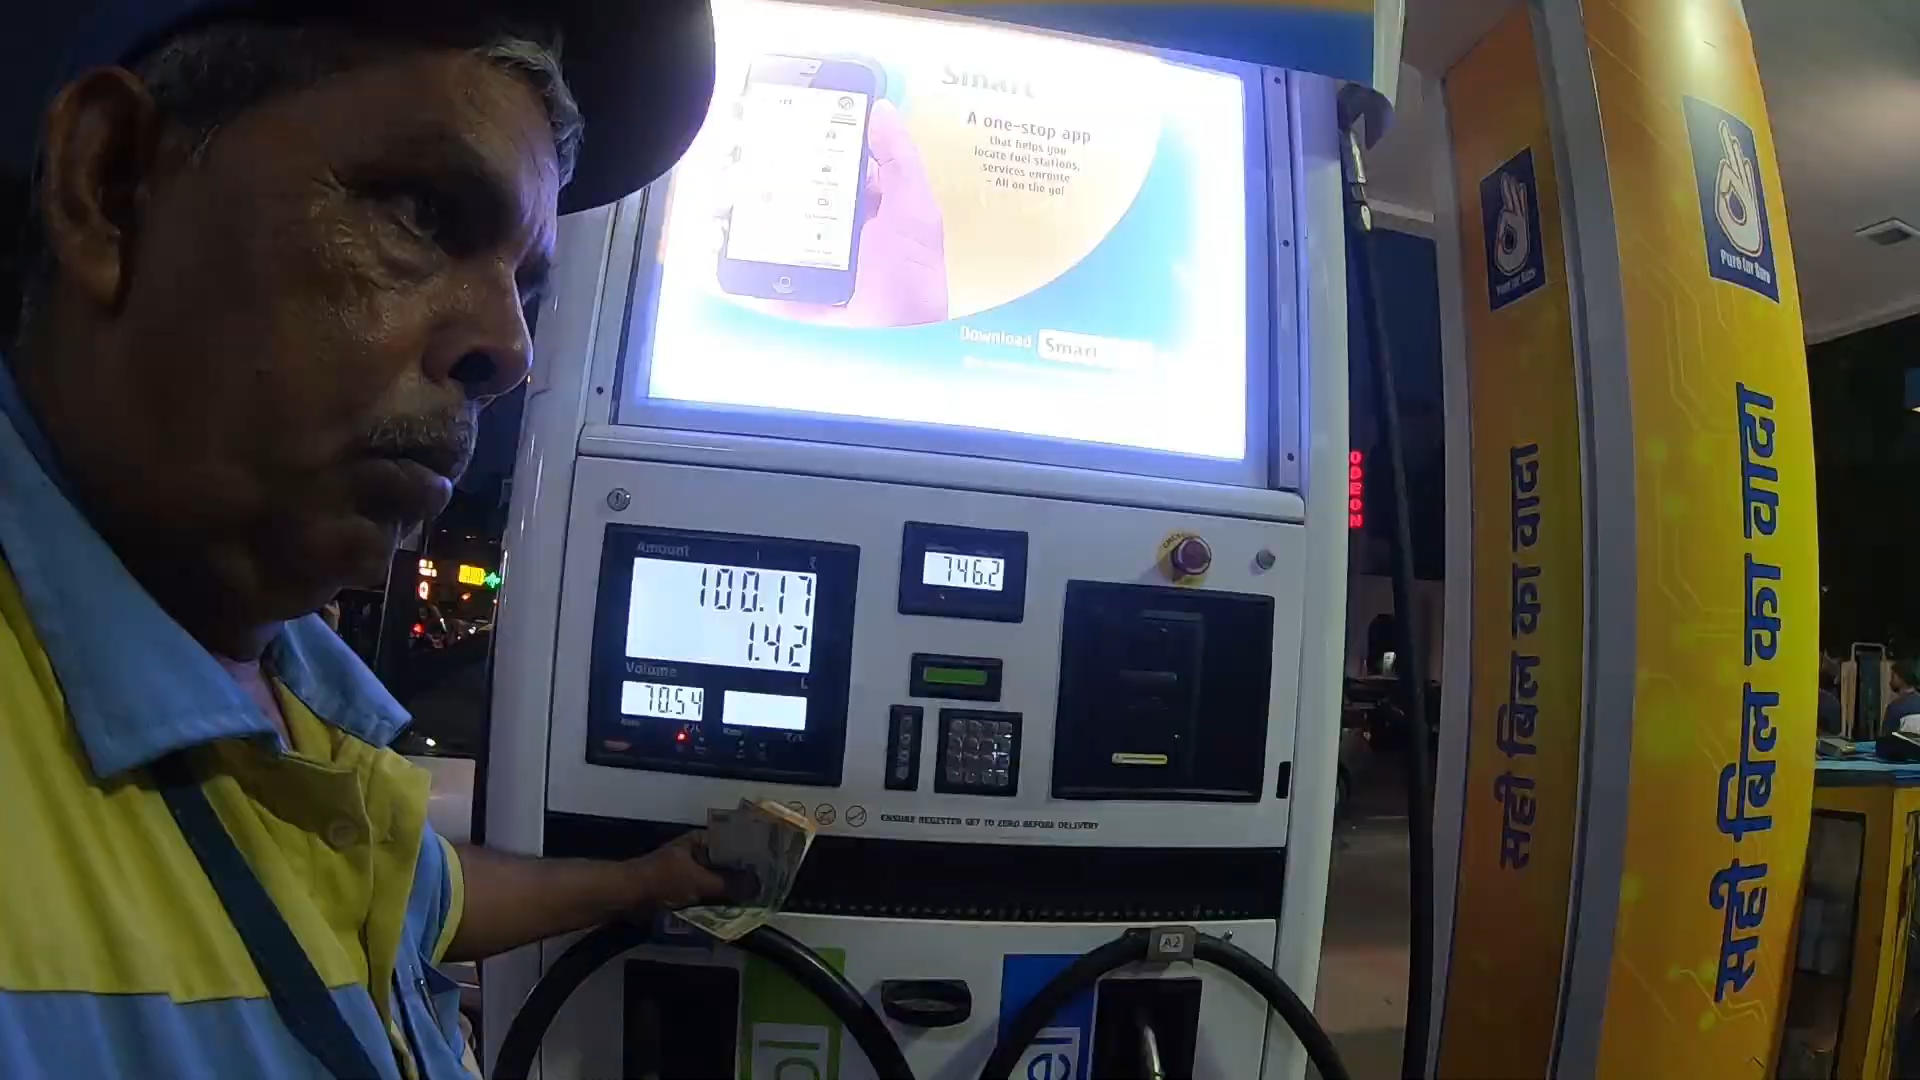 Smart
A one-stop app
that helps you
locate fuel stations,
services enroute
- All on the go!
Download Smart
Amount
₹
100.17
1.42
Volume
L
70.54
746.2
ENSURE REGISTER SET TO ZERO BEFORE DELIVERY
A2
el
ODEON
Pure for Sure
सही बिल का वादा
Pure for Sure
सही बिल का वादा